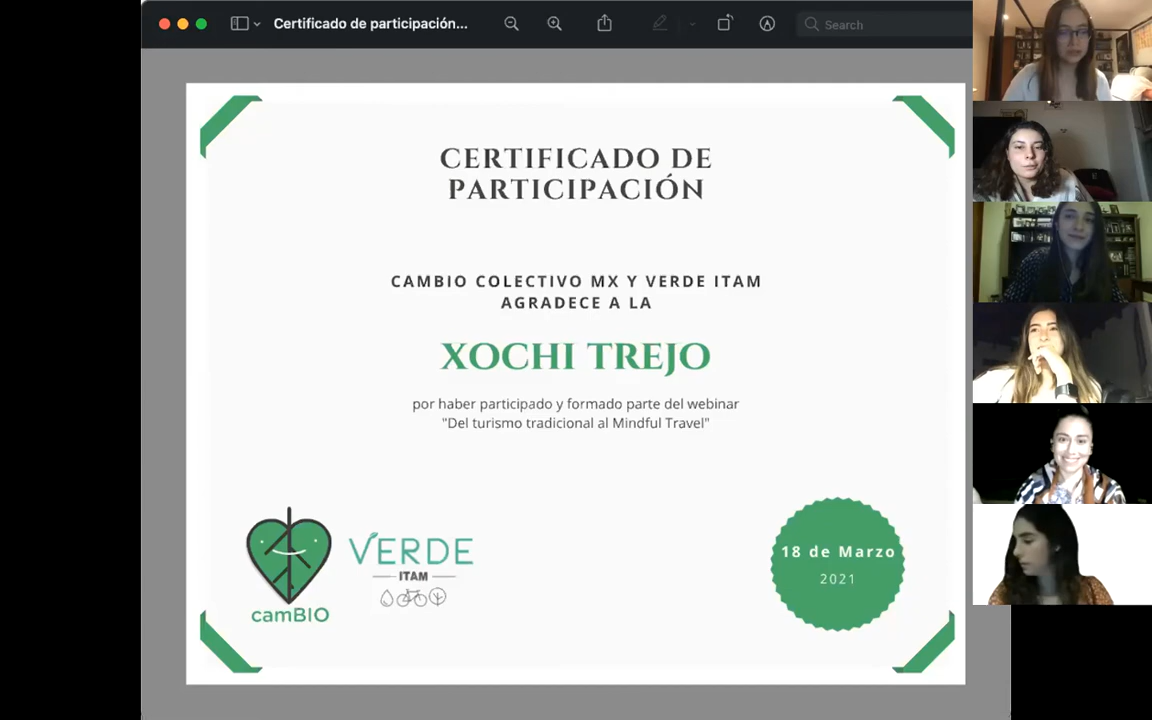 Certificado de participación...
Search
CERTIFICADO DE
PARTICIPACIÓN
CAMBIO COLECTIVO MX Y VERDE ITAM
AGRADECE A LA
XOCHI TREJO
por haber participado y formado parte del webinar
"Del turismo tradicional al Mindful Travel"
camBIO
VERDE
ITAM
18 de Marzo
2021